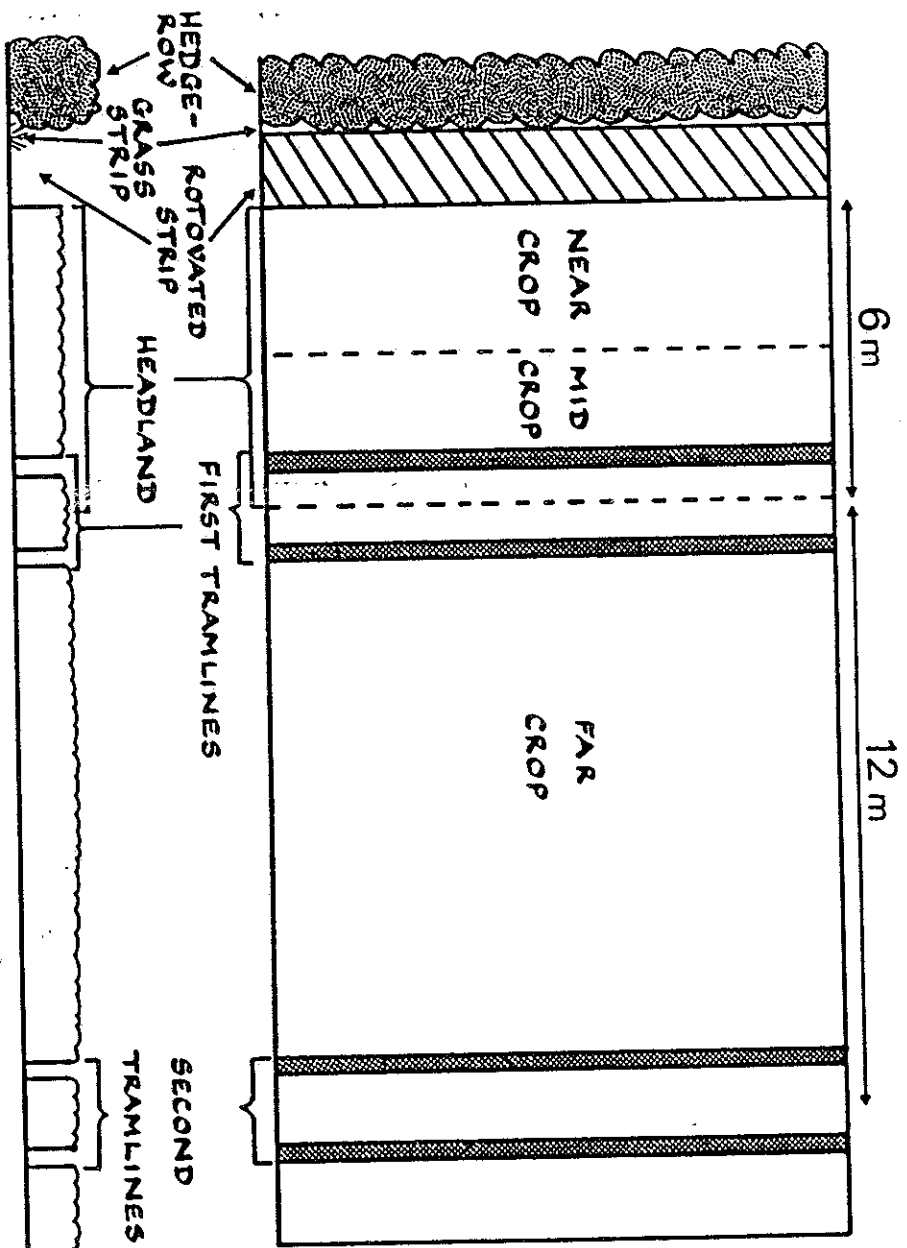 6 m
12 m
NEAR
CROP
MID
CROP
FAR
CROP
HEDGE-
ROW
GRASS
STRIP
ROTOVATED
STRIP
HEADLAND
FIRST TRAMLINES
SECOND
TRAMLINES